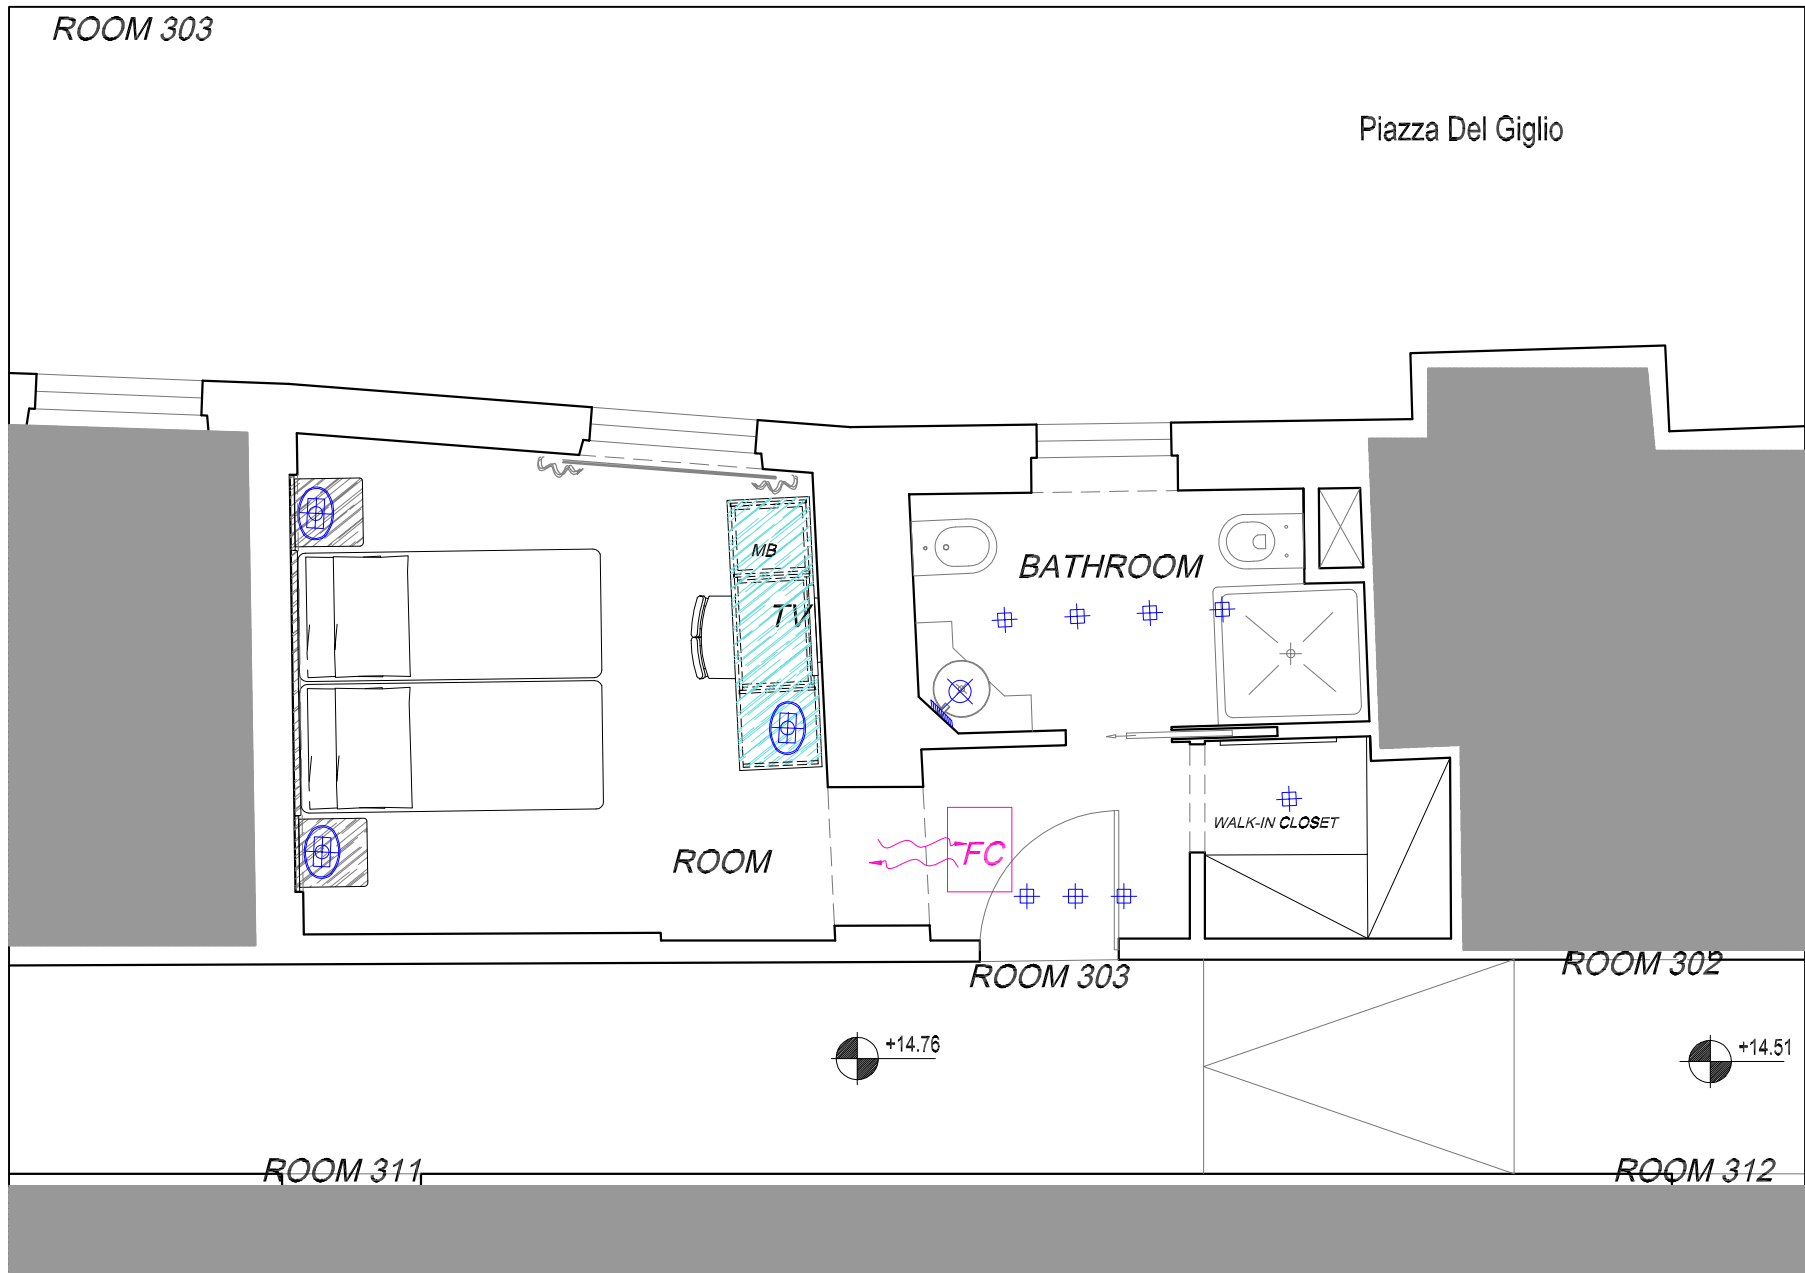 ROOM 303
Piazza Del Giglio
MB
BATHROOM
TV
WALK-IN CLOSET
ROOM
FC
ROOM 303
ROOM 302
+14.76
+14.51
ROOM 311
ROOM 312